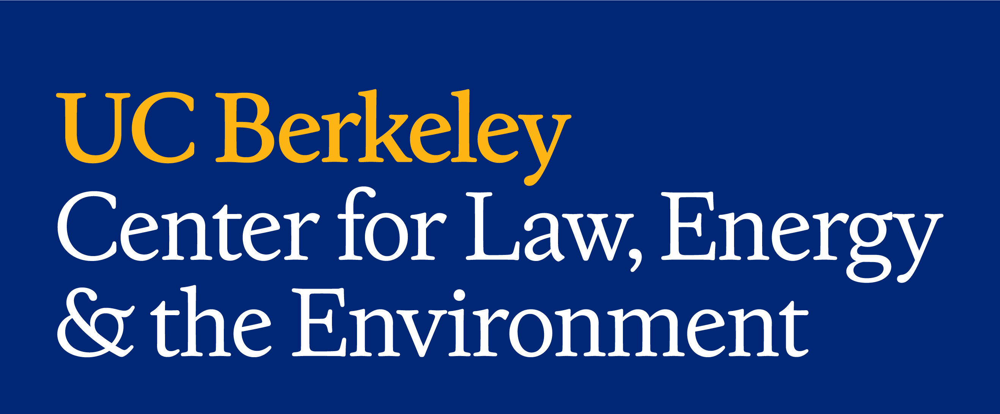 UC Berkeley
Center for Law, Energy
& the Environment